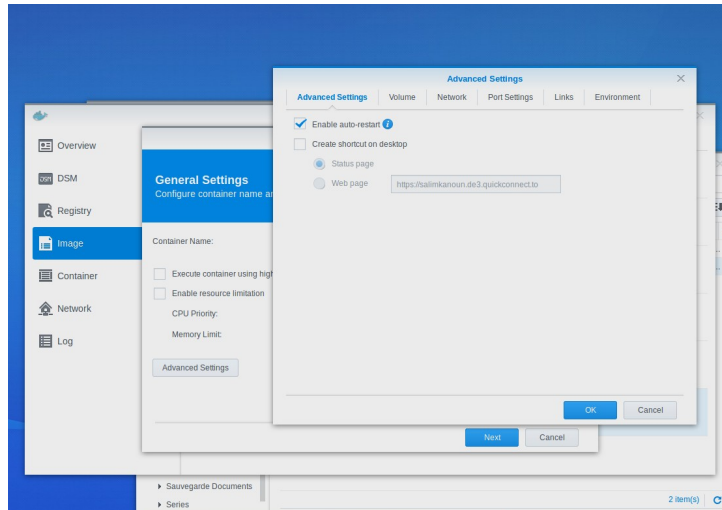 Advanced Settings
Advanced Settings Volume Network Port Settings Links Environment
Enable auto-restart
Create shortcut on desktop
Status page
Web page https://salimkanoun.de3.quickconnect.to
OK Cancel
Overview
DSM DSM
Registry
Image
Container
Network
Log
General Settings
Configure container name a
Container Name:
Execute container using high
Enable resource limitation
CPU Priority:
Memory Limit:
Advanced Settings
Next Cancel
Sauvegarde Documents
Series
2 item(s)